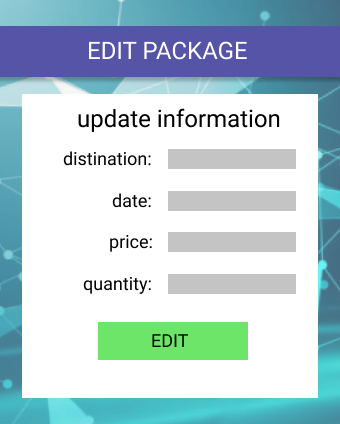 EDIT PACKAGE
update information
distination:
date:
price:
quantity:
EDIT